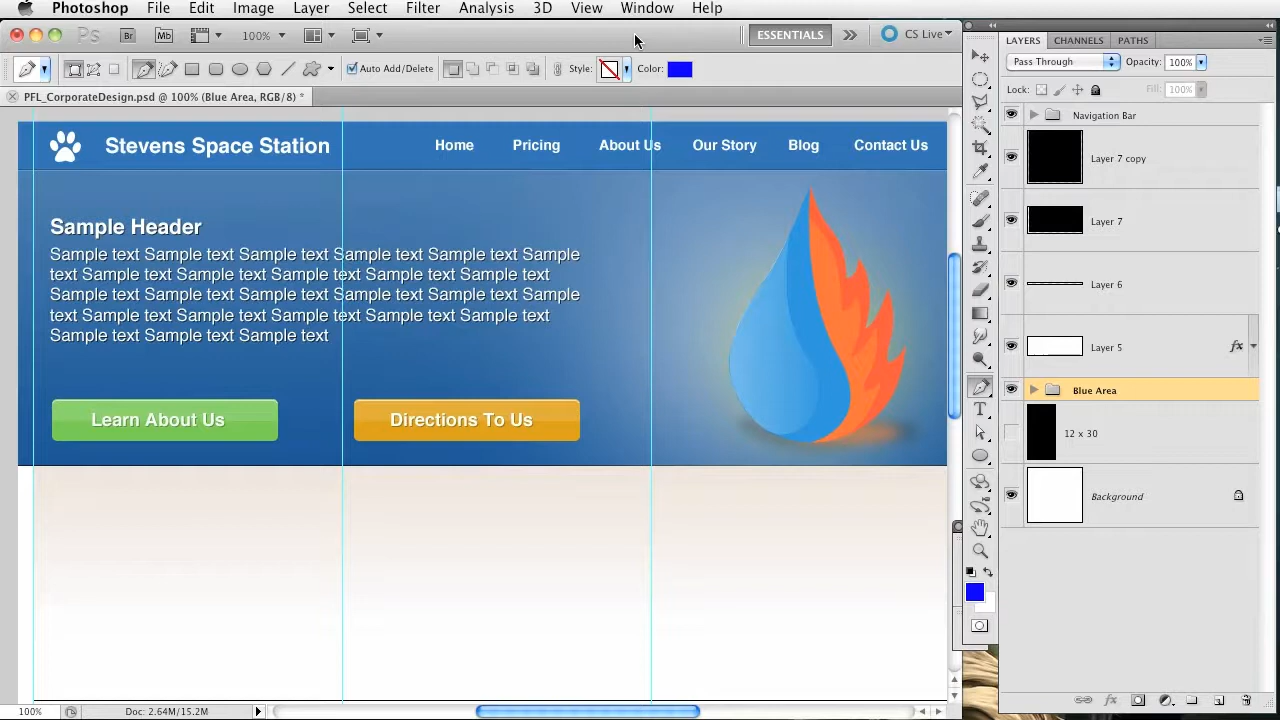 Photoshop File Edit Image Layer Select Filter Analysis 3D View Window Help
Ps Br Mb 100% ESSENTIALS CS Live
Auto Add/Delete Style: Color:
PFL_CorporateDesign.psd @ 100% (Blue Area, RGB/8) *
LAYERS CHANNELS PATHS
Pass Through Opacity: 100%
Lock: Fill: 100%
Navigation Bar
Layer 7 copy
Layer 7
Layer 6
Layer 5 fx
Blue Area
12 x 30
Background
Stevens Space Station Home Pricing About Us Our Story Blog Contact Us
Sample Header
Sample text Sample text Sample text Sample text Sample text Sample
text Sample text Sample text Sample text Sample text Sample text
Sample text Sample text Sample text Sample text Sample text Sample
text Sample text Sample text Sample text Sample text Sample text
Sample text Sample text Sample text
Learn About Us Directions To Us
T
fx
100% Doc: 2.64M/15.2M